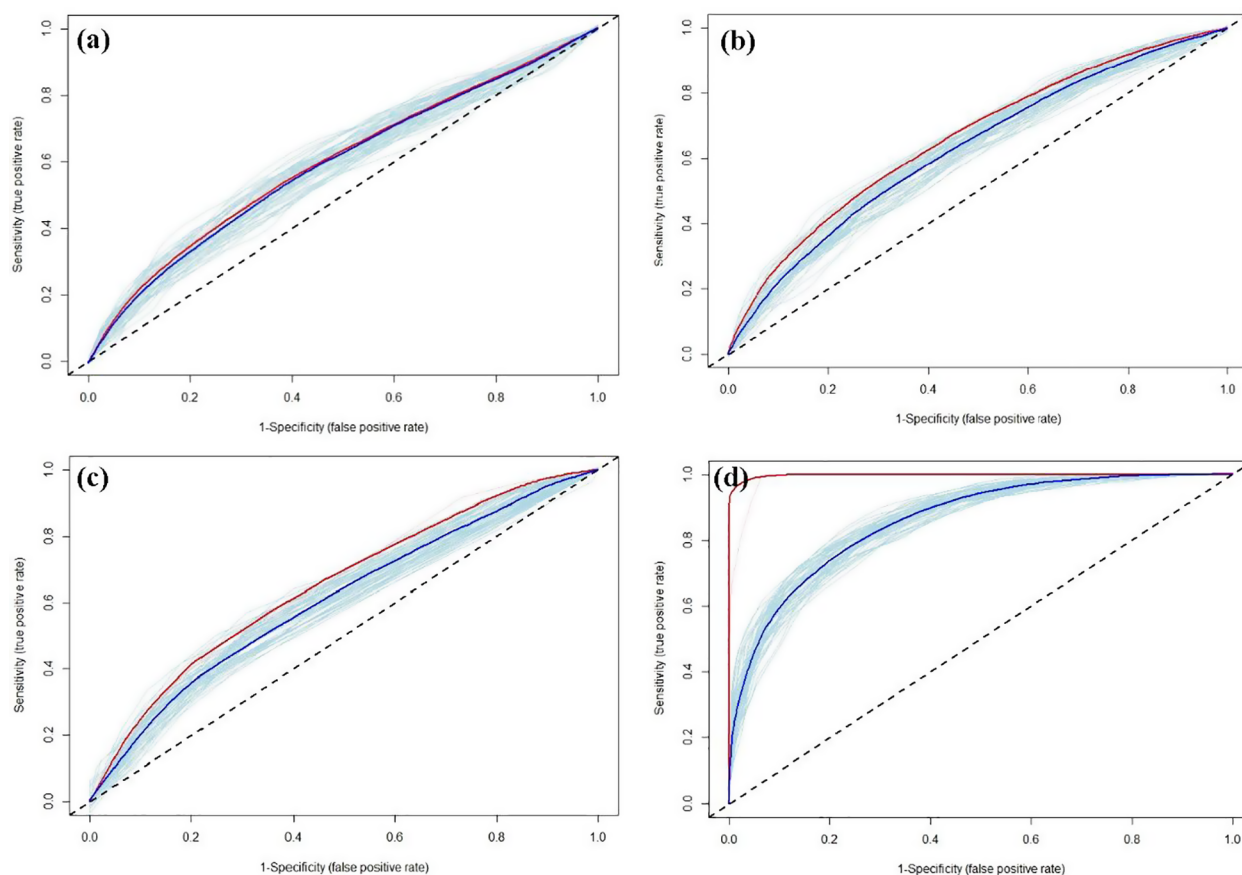 (a)
Sensitivity (true positive rate)
0.0 0.2 0.4 0.6 0.8 1.0
0.0 0.2 0.4 0.6 0.8 1.0
1-Specificity (false positive rate)
(b)
Sensitivity (true positive rate)
0.0 0.2 0.4 0.6 0.8 1.0
0.0 0.2 0.4 0.6 0.8 1.0
1-Specificity (false positive rate)
(c)
Sensitivity (true positive rate)
0.0 0.2 0.4 0.6 0.8 1.0
0.0 0.2 0.4 0.6 0.8 1.0
1-Specificity (false positive rate)
(d)
Sensitivity (true positive rate)
0.0 0.2 0.4 0.6 0.8 1.0
0.0 0.2 0.4 0.6 0.8 1.0
1-Specificity (false positive rate)